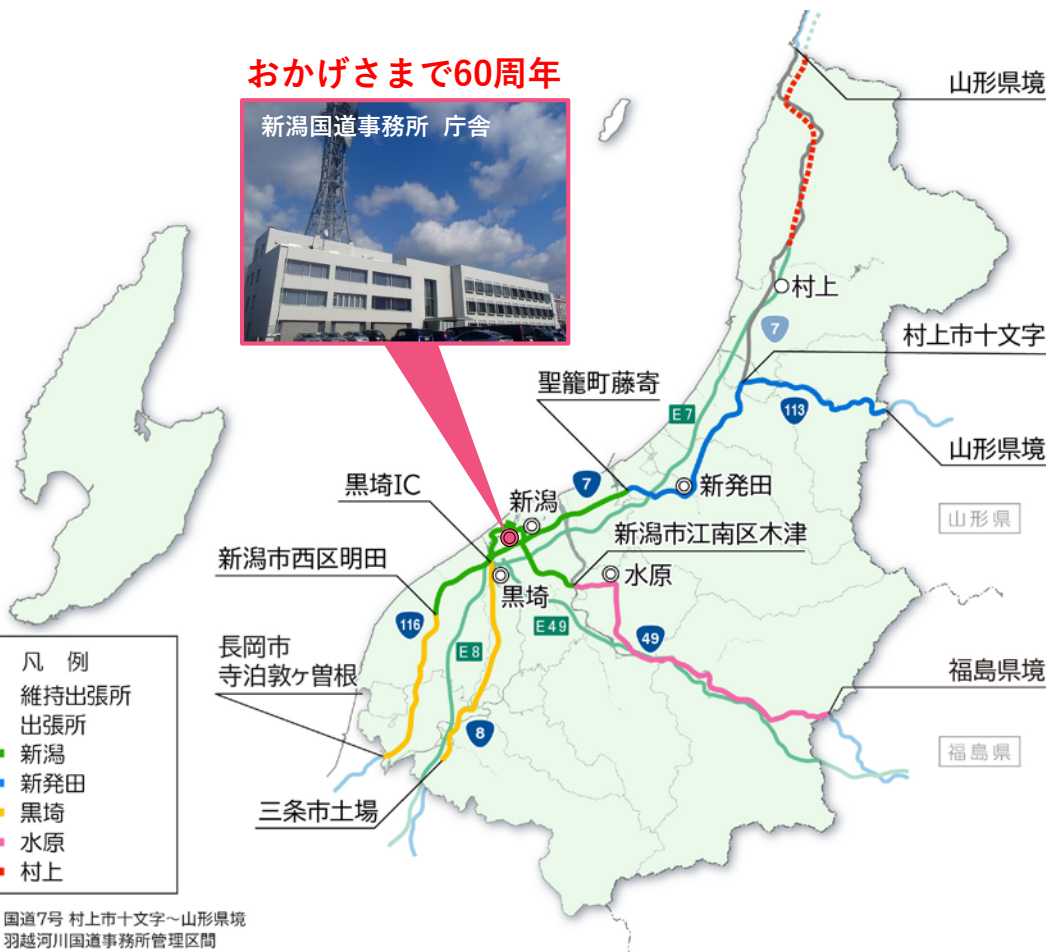 おかげさまで60周年
新潟国道事務所 庁舎
山形県境
村上
7
村上市十文字
聖籠町藤寄
E7
113
山形県境
黒埼IC
7
新潟
新発田
山形県
新潟市江南区木津
新潟市西区明田
水原
黒埼
116
E49
49
E8
長岡市
寺泊敦ヶ曽根
福島県境
8
福島県
三条市土場
凡 例
維持出張所
出張所
新潟
新発田
黒埼
水原
村上
国道7号 村上市十文字～山形県境
羽越河川国道事務所管理区間